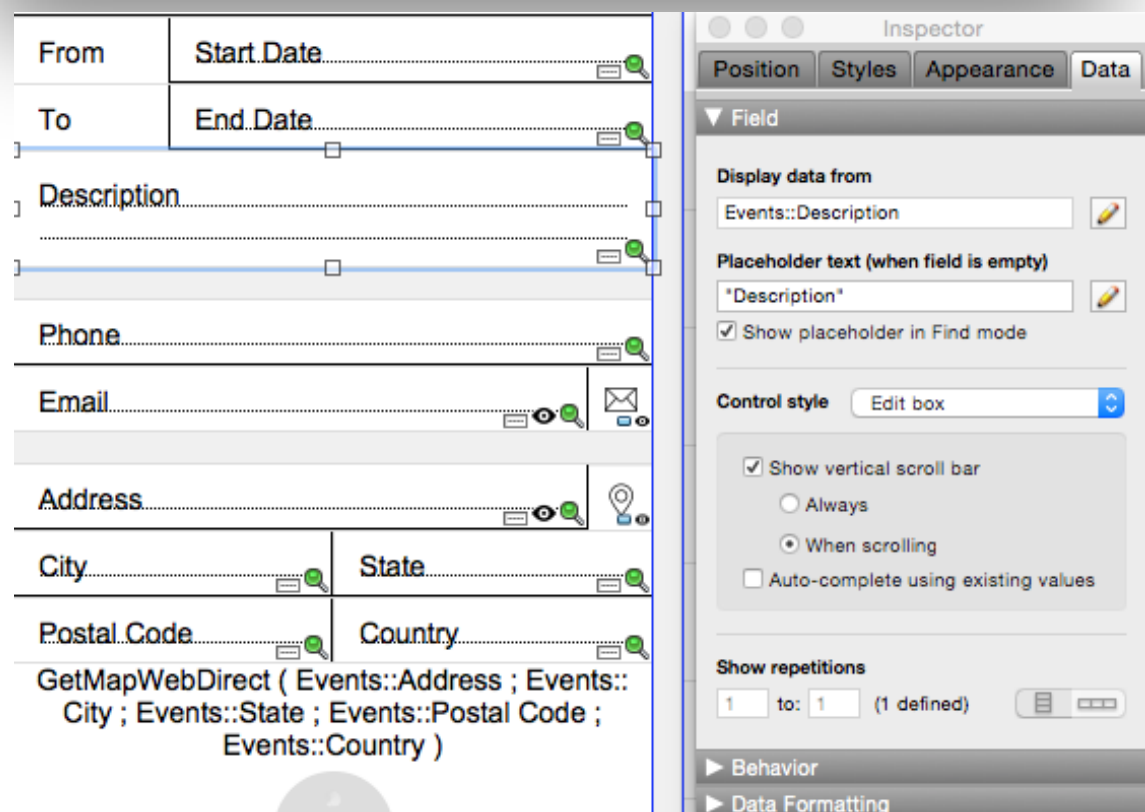 From
Start Date
To
End Date
Description
Phone
Email
Address
City
State
Postal Code
Country
GetMapWebDirect ( Events::Address ; Events::
City ; Events::State ; Events::Postal Code ;
Events::Country )
Inspector
Position Styles Appearance Data
Field
Display data from
Events::Description
Placeholder text (when field is empty)
"Description"
Show placeholder in Find mode
Control style Edit box
Show vertical scroll bar
Always
When scrolling
Auto-complete using existing values
Show repetitions
1 to: 1 (1 defined)
Behavior
Data Formatting